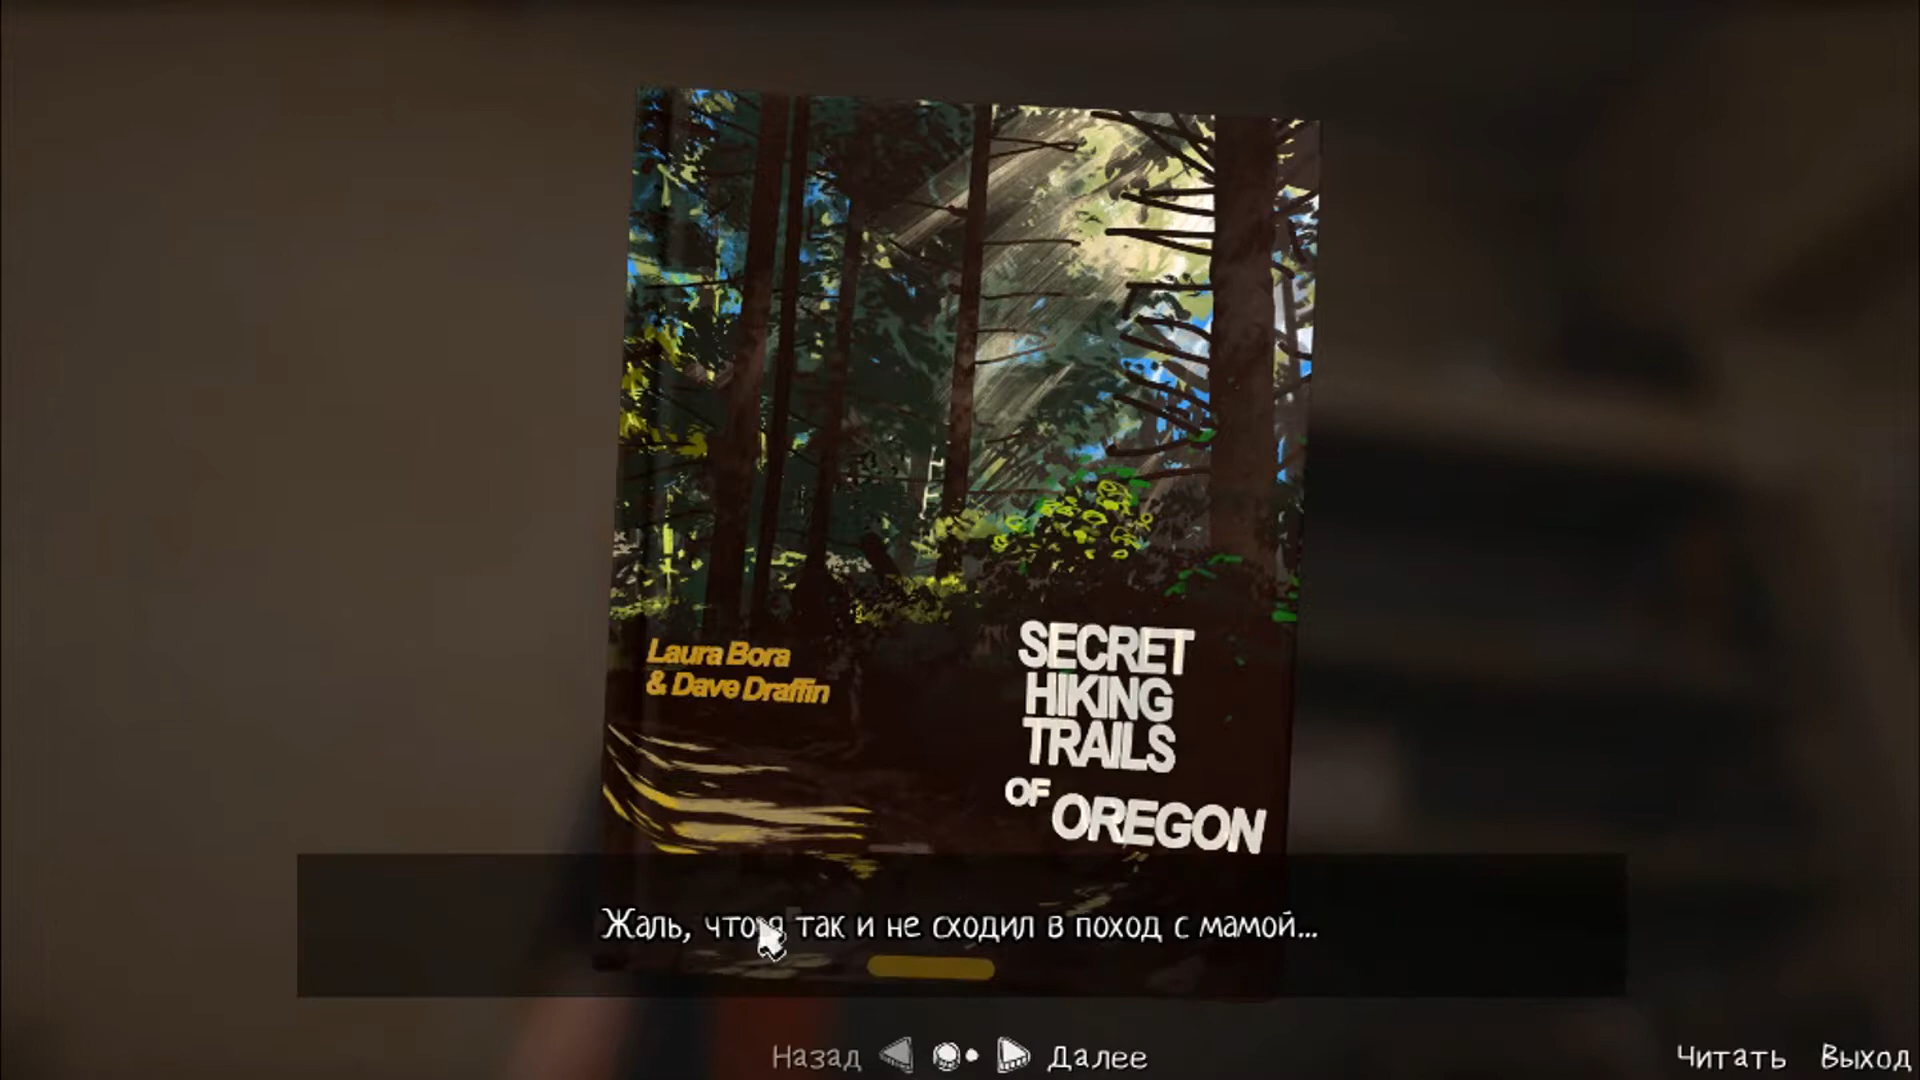 Laura Bora
& Dave Draffin
SECRET
HIKING
TRAILS
OF OREGON
Жаль, что я так и не сходил в поход с мамой...
Назад Далее
Читать Выход